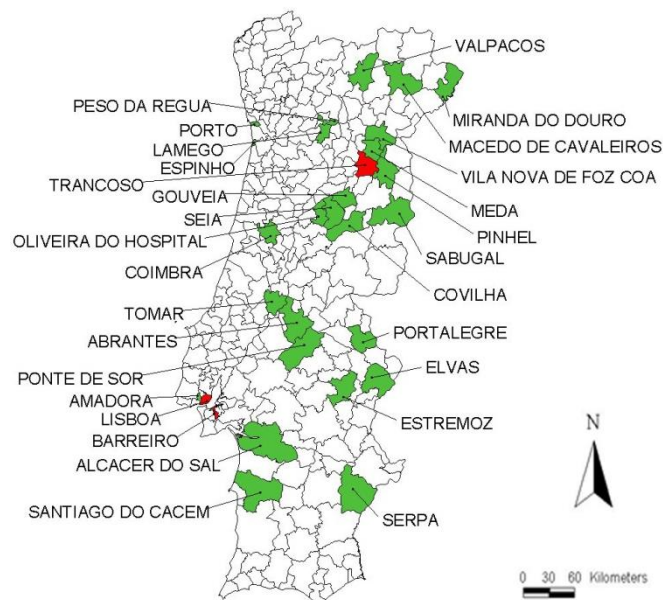 VALPACOS
PESO DA REGUA
PORTO
LAMEGO
ESPINHO
TRANCOSO
GOUVEIA
SEIA
OLIVEIRA DO HOSPITAL
COIMBRA
MIRANDA DO DOURO
MACEDO DE CAVALEIROS
VILA NOVA DE FOZ COA
MEDA
PINHEL
SABUGAL
COVILHA
TOMAR
ABRANTES
PORTALEGRE
PONTE DE SOR
ELVAS
AMADORA
LISBOA
BARREIRO
ESTREMOZ
ALCACER DO SAL
SANTIAGO DO CACEM
SERPA
N
0 30 60 Kilometers